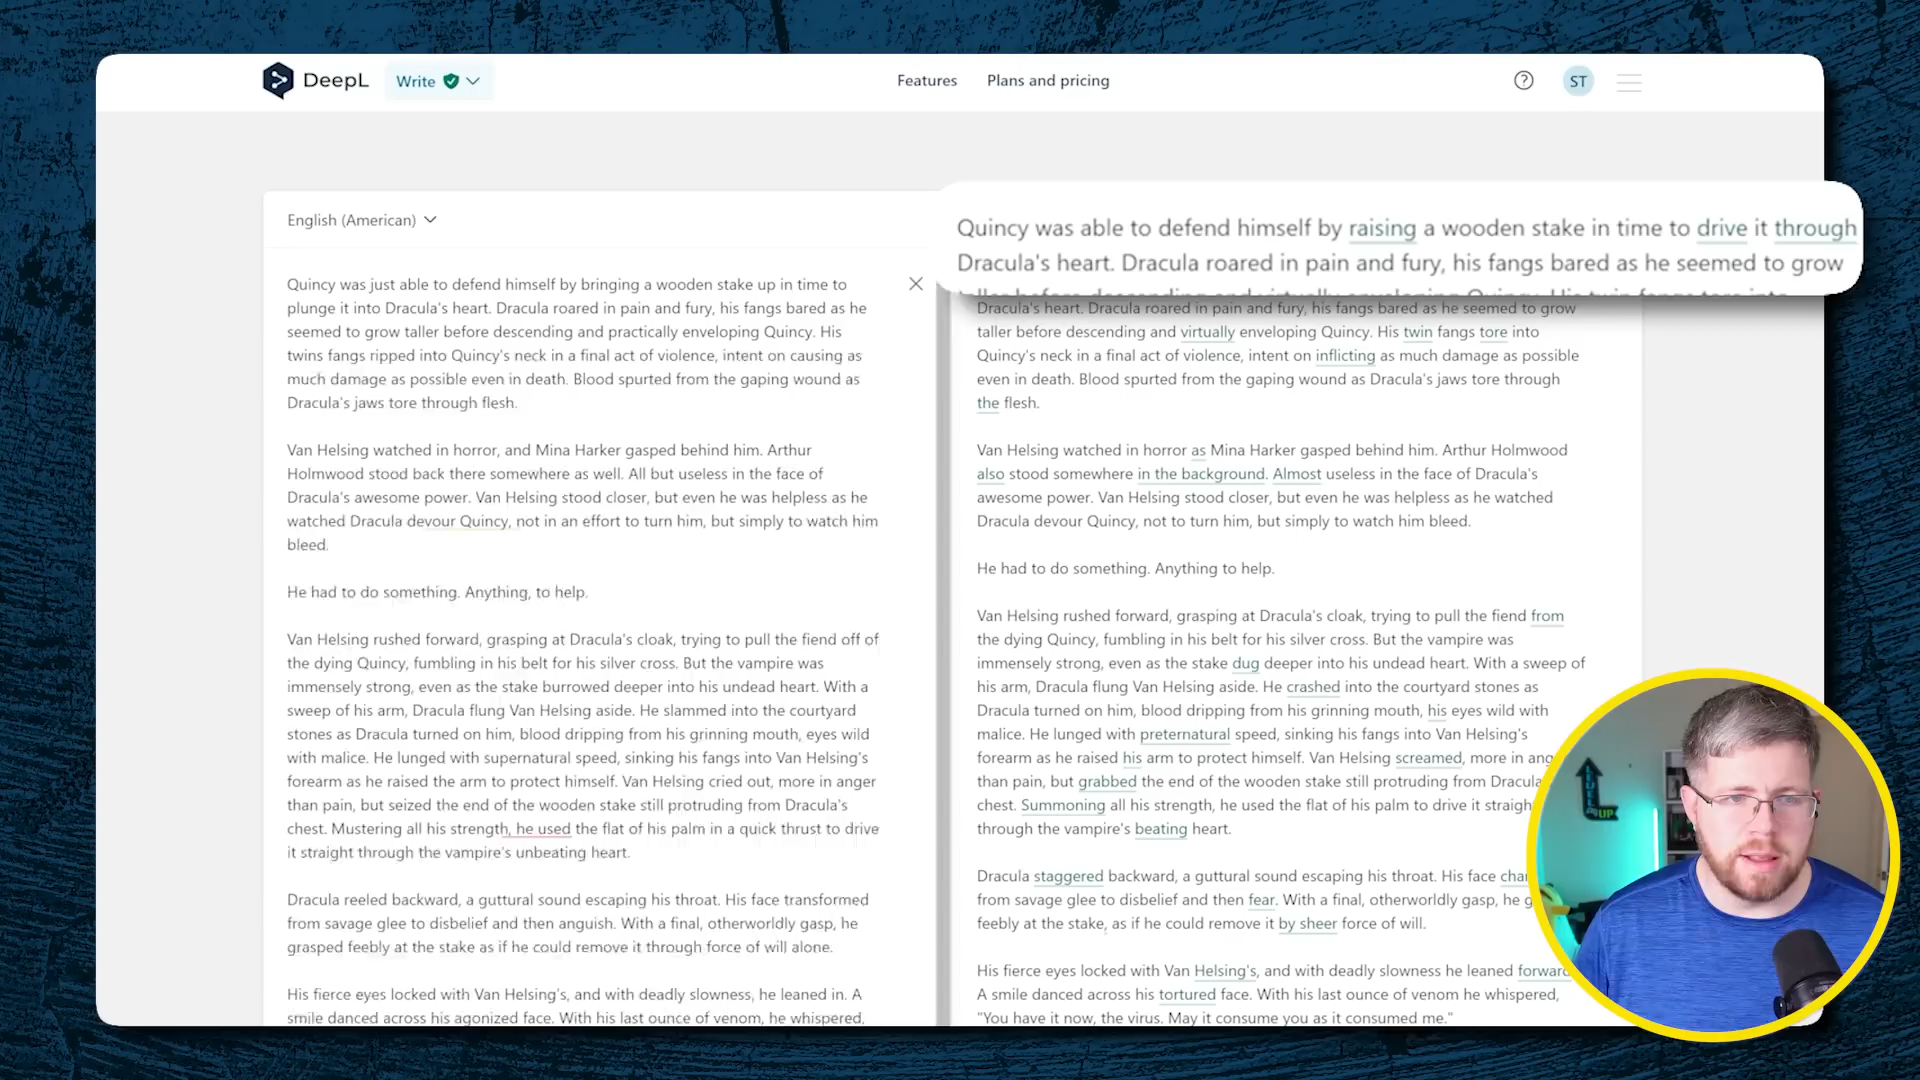 DeepL
Write
Features
Plans and pricing
ST
English (American)
Quincy was just able to defend himself by bringing a wooden stake up in time to
plunge it into Dracula's heart. Dracula roared in pain and fury, his fangs bared as he
seemed to grow taller before descending and practically enveloping Quincy. His
twins fangs ripped into Quincy's neck in a final act of violence, intent on causing as
much damage as possible even in death. Blood spurted from the gaping wound as
Dracula's jaws tore through flesh.
Van Helsing watched in horror, and Mina Harker gasped behind him. Arthur
Holmwood stood back there somewhere as well. All but useless in the face of
Dracula's awesome power. Van Helsing stood closer, but even he was helpless as he
watched Dracula devour Quincy, not in an effort to turn him, but simply to watch him
bleed.
He had to do something. Anything, to help.
Van Helsing rushed forward, grasping at Dracula's cloak, trying to pull the fiend off of
the dying Quincy, fumbling in his belt for his silver cross. But the vampire was
immensely strong, even as the stake burrowed deeper into his undead heart. With a
sweep of his arm, Dracula flung Van Helsing aside. He slammed into the courtyard
stones as Dracula turned on him, blood dripping from his grinning mouth, eyes wild
with malice. He lunged with supernatural speed, sinking his fangs into Van Helsing's
forearm as he raised the arm to protect himself. Van Helsing cried out, more in anger
than pain, but seized the end of the wooden stake still protruding from Dracula's
chest. Mustering all his strength, he used the flat of his palm in a quick thrust to drive
it straight through the vampire's unbeating heart.
Dracula reeled backward, a guttural sound escaping his throat. His face transformed
from savage glee to disbelief and then anguish. With a final, otherworldly gasp, he
grasped feebly at the stake as if he could remove it through force of will alone.
His fierce eyes locked with Van Helsing's, and with deadly slowness, he leaned in. A
smile danced across his agonized face. With his last ounce of venom, he whispered,
Quincy was able to defend himself by raising a wooden stake in time to drive it through
Dracula's heart. Dracula roared in pain and fury, his fangs bared as he seemed to grow
Dracula's heart. Dracula roared in pain and fury, his fangs bared as he seemed to grow
taller before descending and virtually enveloping Quincy. His twin fangs tore into
Quincy's neck in a final act of violence, intent on inflicting as much damage as possible
even in death. Blood spurted from the gaping wound as Dracula's jaws tore through
the flesh.
Van Helsing watched in horror as Mina Harker gasped behind him. Arthur Holmwood
also stood somewhere in the background. Almost useless in the face of Dracula's
awesome power. Van Helsing stood closer, but even he was helpless as he watched
Dracula devour Quincy, not to turn him, but simply to watch him bleed.
He had to do something. Anything to help.
Van Helsing rushed forward, grasping at Dracula's cloak, trying to pull the fiend from
the dying Quincy, fumbling in his belt for his silver cross. But the vampire was
immensely strong, even as the stake dug deeper into his undead heart. With a sweep of
his arm, Dracula flung Van Helsing aside. He crashed into the courtyard stones as
Dracula turned on him, blood dripping from his grinning mouth, his eyes wild with
malice. He lunged with preternatural speed, sinking his fangs into Van Helsing's
forearm as he raised his arm to protect himself. Van Helsing screamed, more in
than pain, but grabbed the end of the wooden stake still protruding from
chest. Summoning all his strength, he used the flat of his palm to drive it
through the vampire's beating heart.
Dracula staggered backward, a guttural sound escaping his throat. His face
from savage glee to disbelief and then fear. With a final, otherworldly gasp, he
feebly at the stake, as if he could remove it by sheer force of will.
His fierce eyes locked with Van Helsing's, and with deadly slowness he leaned forward.
A smile danced across his tortured face. With his last ounce of venom he whispered,
"You have it now, the virus. May it consume you as it consumed me."
UP